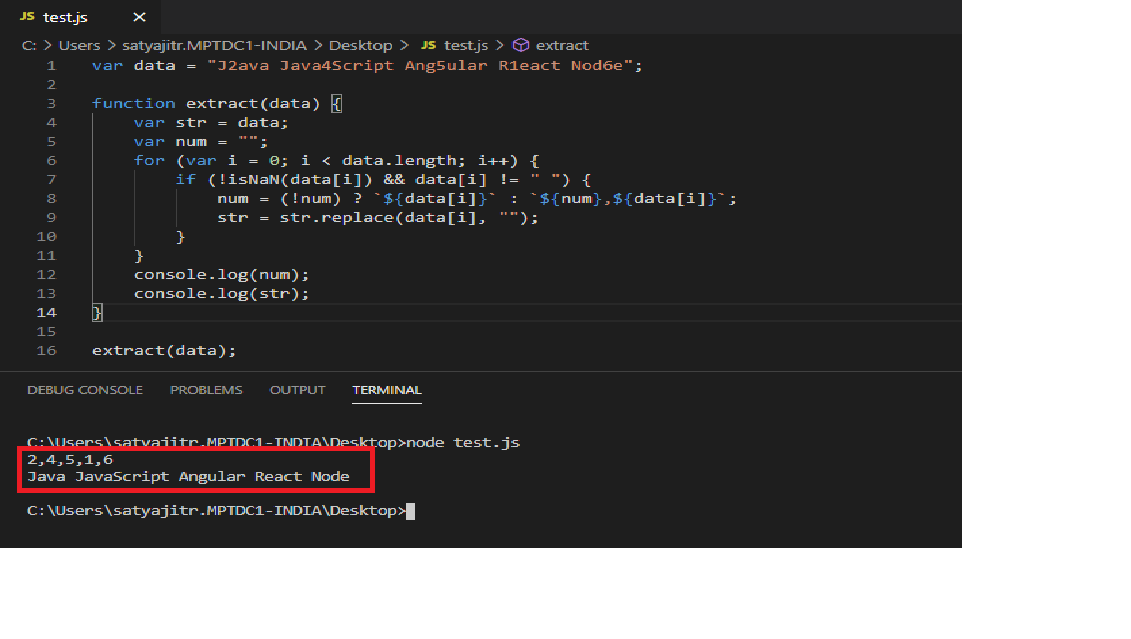 JS test.js ×
C: > Users > satyajitr.MPTDC1-INDIA > Desktop > JS test.js > extract
1 var data = "J2ava Java4Script Ang5ular R1eact Nod6e";
2
3 function extract(data) {
4 var str = data;
5 var num = "";
6 for (var i = 0; i < data.length; i++) {
7 if (!isNaN(data[i]) && data[i] != " ") {
8 num = (!num) ? `${data[i]}` : `${num},${data[i]}`;
9 str = str.replace(data[i], "");
10 }
11 }
12 console.log(num);
13 console.log(str);
14 }
15
16 extract(data);
DEBUG CONSOLE PROBLEMS OUTPUT TERMINAL
C:\Users\satyajitr.MPTDC1-INDIA\Desktop>node test.js
2,4,5,1,6
Java JavaScript Angular React Node
C:\Users\satyajitr.MPTDC1-INDIA\Desktop>